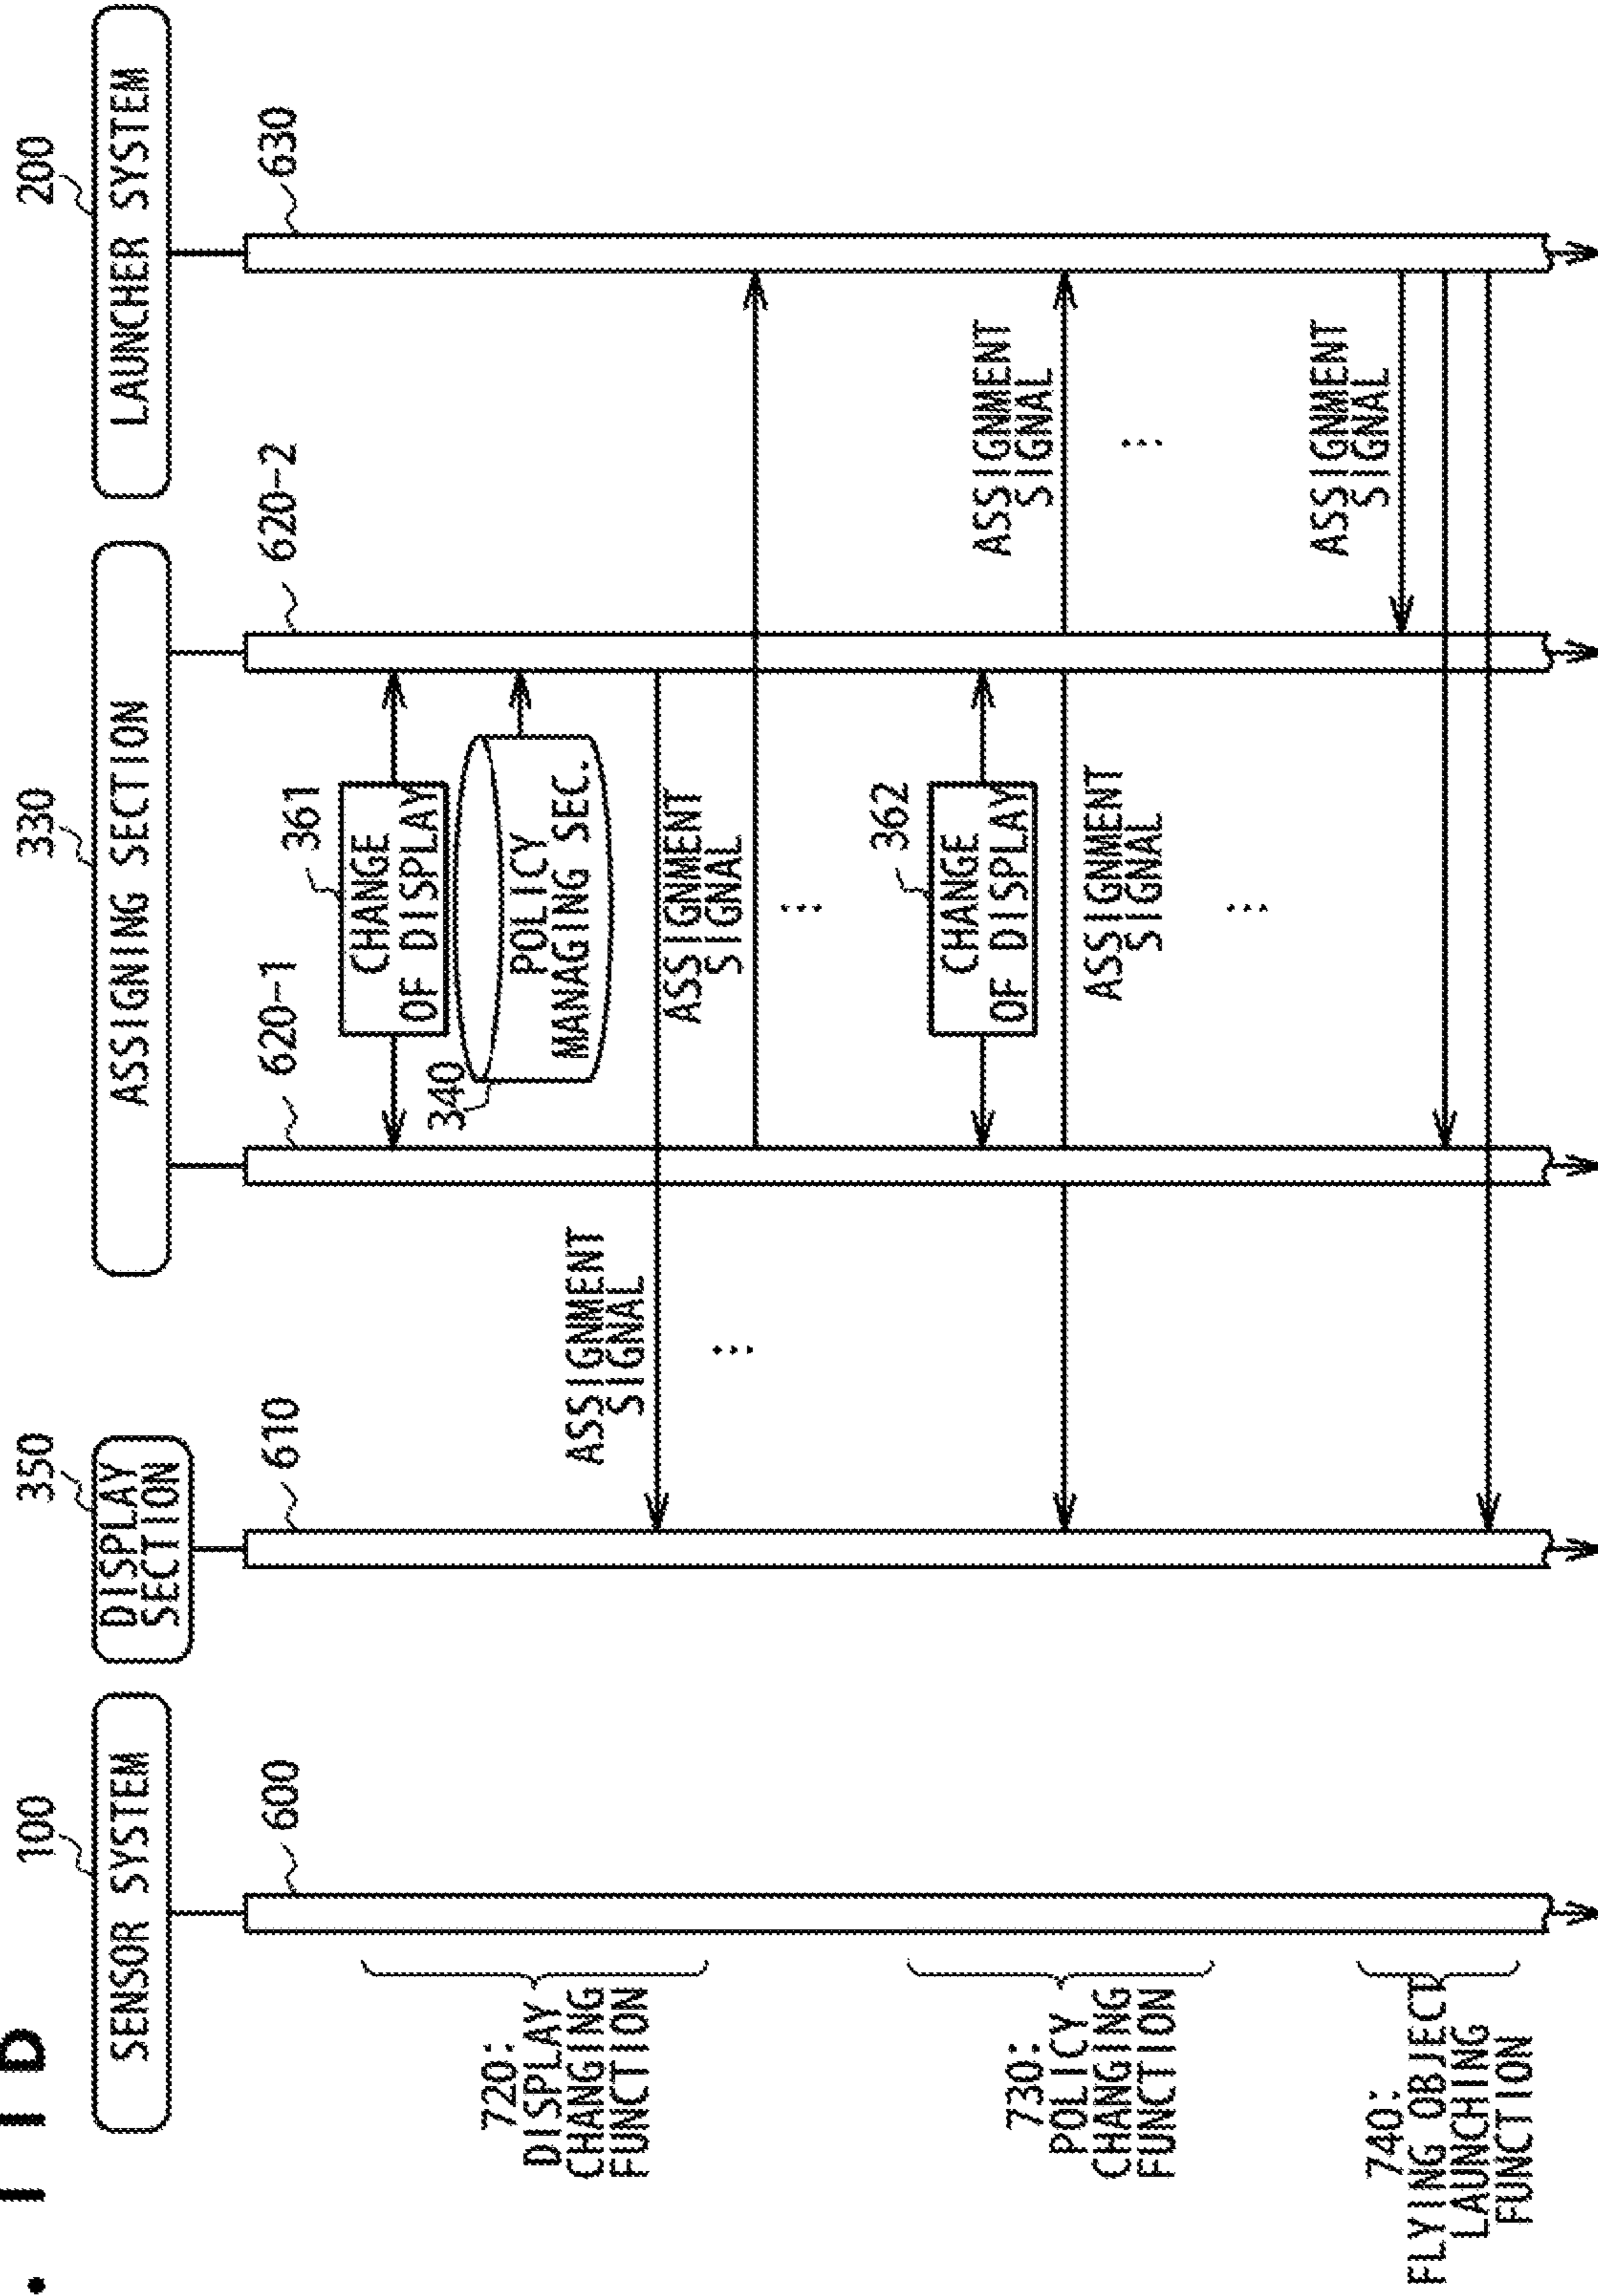 . 11D
100
SENSOR SYSTEM
350
DISPLAY
SECTION
330
ASSIGNING SECTION
200
LAUNCHER SYSTEM
600
610
620-1
620-2
630
720:
DISPLAY
CHANGING
FUNCTION
361
CHANGE
OF DISPLAY
340
POLICY
MANAGING SEC.
ASSIGNMENT
SIGNAL
⋮
ASSIGNMENT
SIGNAL
⋮
730:
POLICY
CHANGING
FUNCTION
362
CHANGE
OF DISPLAY
ASSIGNMENT
SIGNAL
⋮
ASSIGNMENT
SIGNAL
⋮
740:
FLYING OBJECT
LAUNCHING
FUNCTION
ASSIGNMENT
SIGNAL